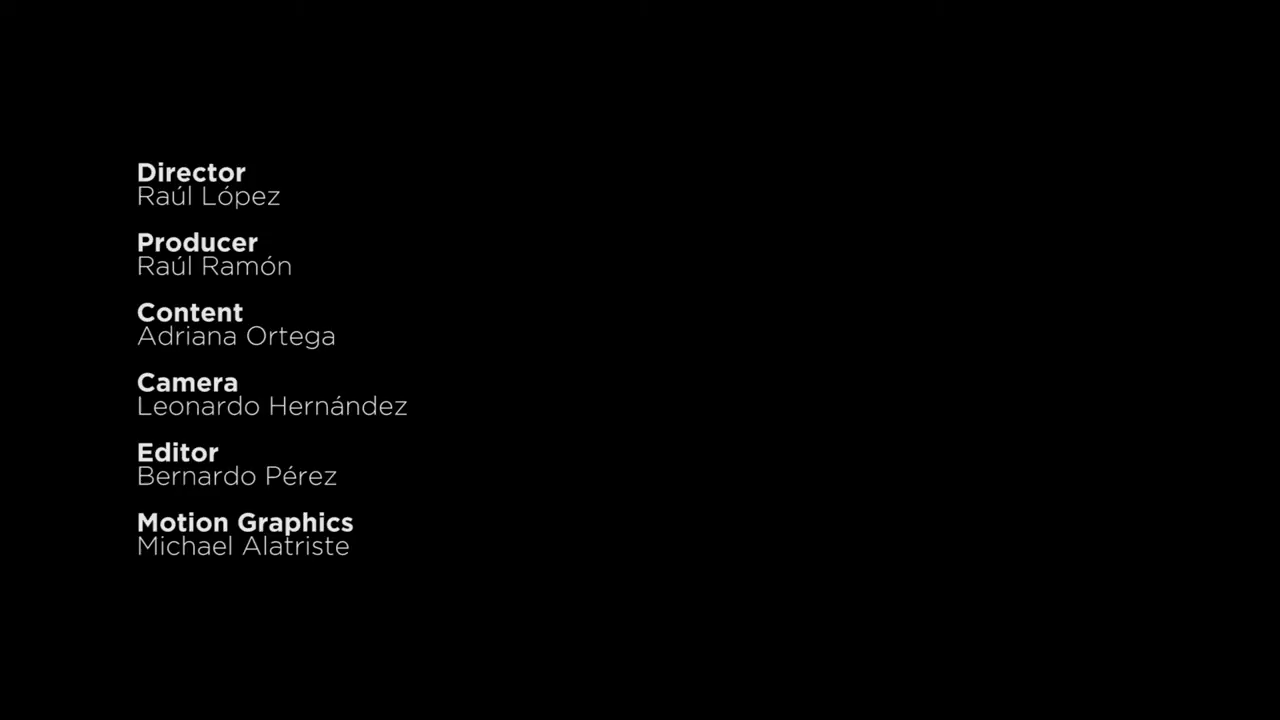 Director
Raúl López
Producer
Raúl Ramón
Content
Adriana Ortega
Camera
Leonardo Hernández
Editor
Bernardo Pérez
Motion Graphics
Michael Alatriste